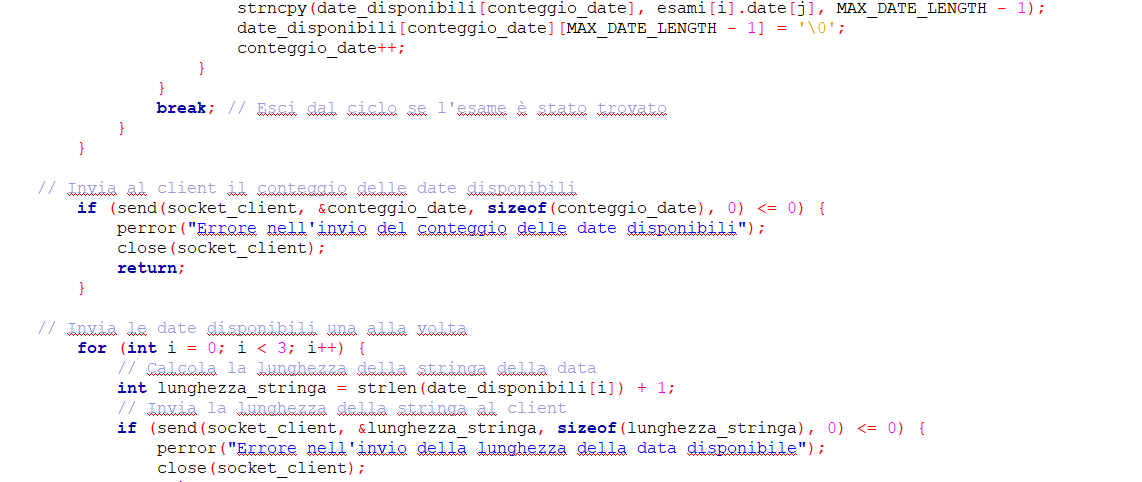 strncpy(date_disponibili[conteggio_date], esami[i].date[j], MAX_DATE_LENGTH - 1);
date_disponibili[conteggio_date][MAX_DATE_LENGTH - 1] = '\0';
conteggio_date++;
}
}
break; // Esci dal ciclo se l'esame è stato trovato
}
}
// Invia al client il conteggio delle date disponibili
if (send(socket_client, &conteggio_date, sizeof(conteggio_date), 0) <= 0) {
perror("Errore nell'invio del conteggio delle date disponibili");
close(socket_client);
return;
}
// Invia le date disponibili una alla volta
for (int i = 0; i < 3; i++) {
// Calcola la lunghezza della stringa della data
int lunghezza_stringa = strlen(date_disponibili[i]) + 1;
// Invia la lunghezza della stringa al client
if (send(socket_client, &lunghezza_stringa, sizeof(lunghezza_stringa), 0) <= 0) {
perror("Errore nell'invio della lunghezza della data disponibile");
close(socket_client);